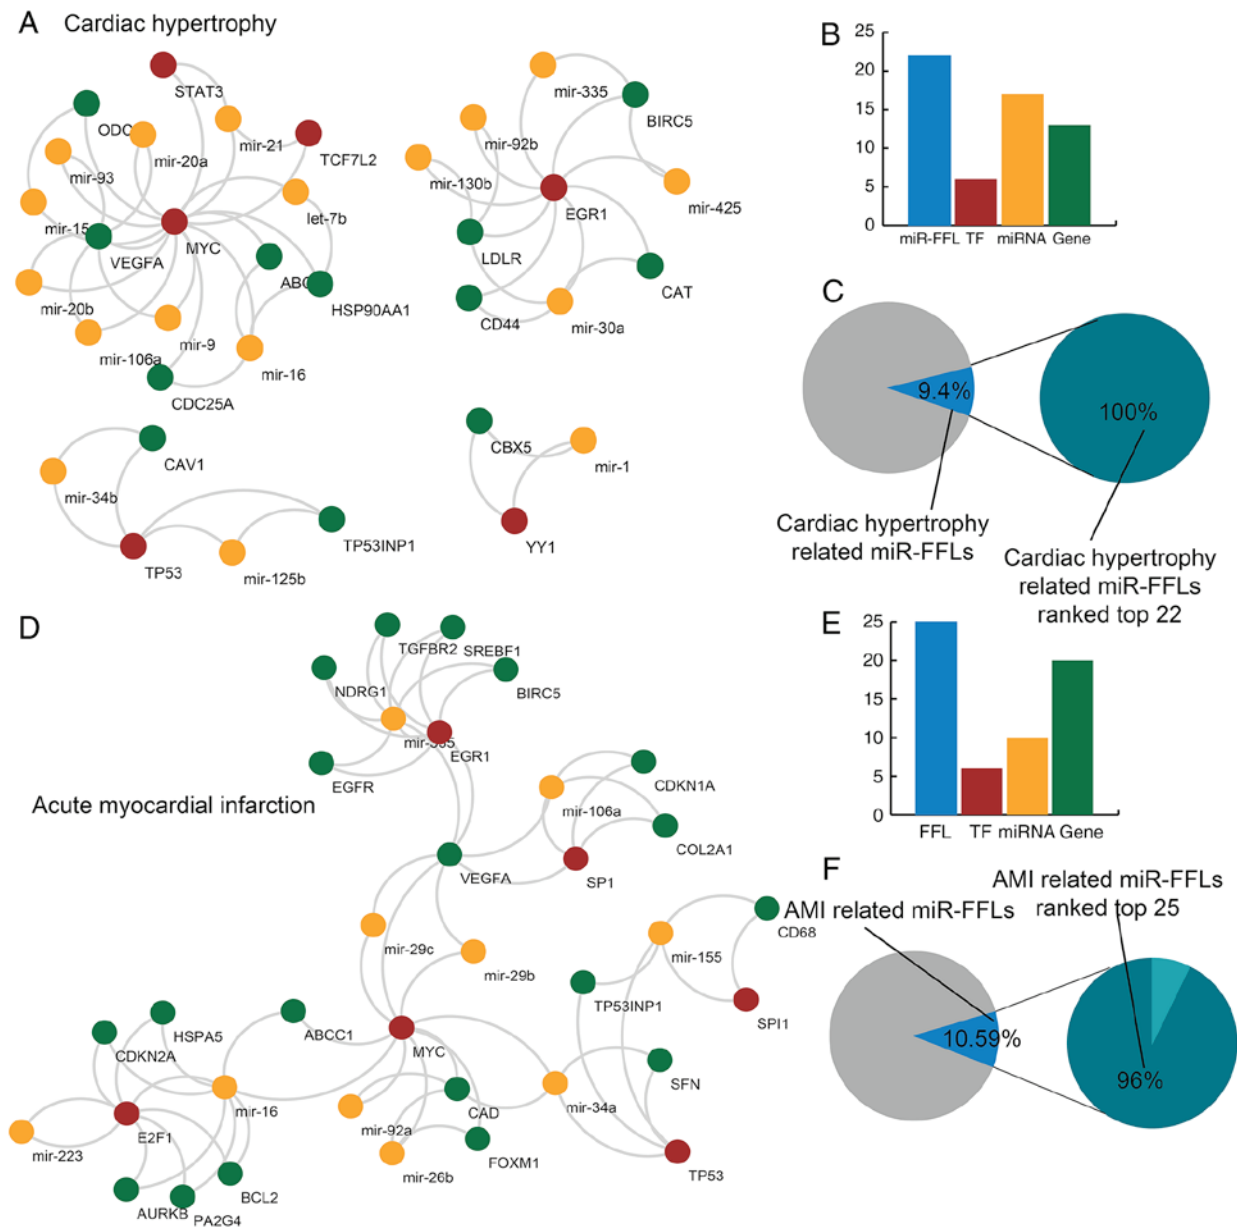 A Cardiac hypertrophy
STAT3
mir-335
BIRC5
mir-20a
mir-21
TCF7L2
mir-92b
mir-93
mir-130b
EGR1
mir-425
let-7b
mir-15
MYC
VEGFA
LDLR
CAT
HSP90AA1
mir-20b
CD44
mir-30a
mir-9
mir-106a
mir-16
CDC25A
CAV1
mir-34b
TP53
mir-125b
TP53INP1
CBX5
mir-1
YY1
B
25
20
15
10
5
0
miR-FFL TF miRNA Gene
C
9.4%
100%
Cardiac hypertrophy
related miR-FFLs
Cardiac hypertrophy
related miR-FFLs
ranked top 22
D
Acute myocardial infarction
TGFBR2
SREBF1
NDRG1
BIRC5
EGR1
EGFR
CDKN1A
mir-106a
COL2A1
SP1
VEGFA
mir-29c
mir-29b
CD68
mir-155
SPI1
TP53INP1
HSPA5
CDKN2A
ABCC1
MYC
SFN
mir-16
CAD
mir-34a
E2F1
mir-92a
mir-223
FOXM1
mir-26b
TP53
BCL2
AURKB
PA2G4
E
25
20
15
10
5
0
FFL TF miRNA Gene
F
AMI related miR-FFLs
ranked top 25
AMI related miR-FFLs
10.59%
96%